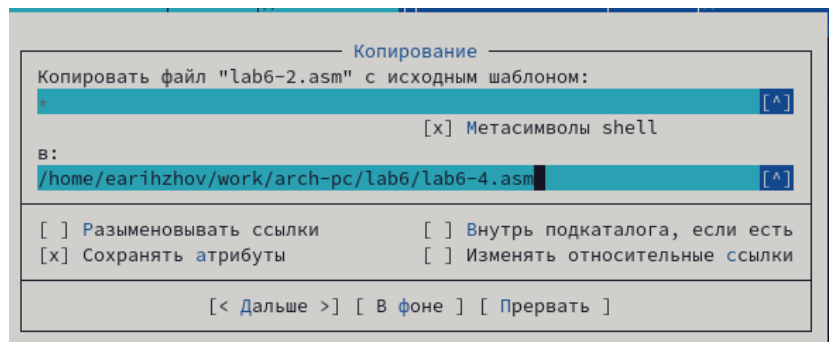 Копирование
Копировать файл "lab6-2.asm" с исходным шаблоном:
* [^]
[x] Метасимволы shell
в:
/home/earihzhov/work/arch-pc/lab6/lab6-4.asm [^]
[ ] Разыменовывать ссылки [ ] Внутрь подкаталога, если есть
[x] Сохранять атрибуты [ ] Изменять относительные ссылки
[< Дальше >] [ В фоне ] [ Прервать ]